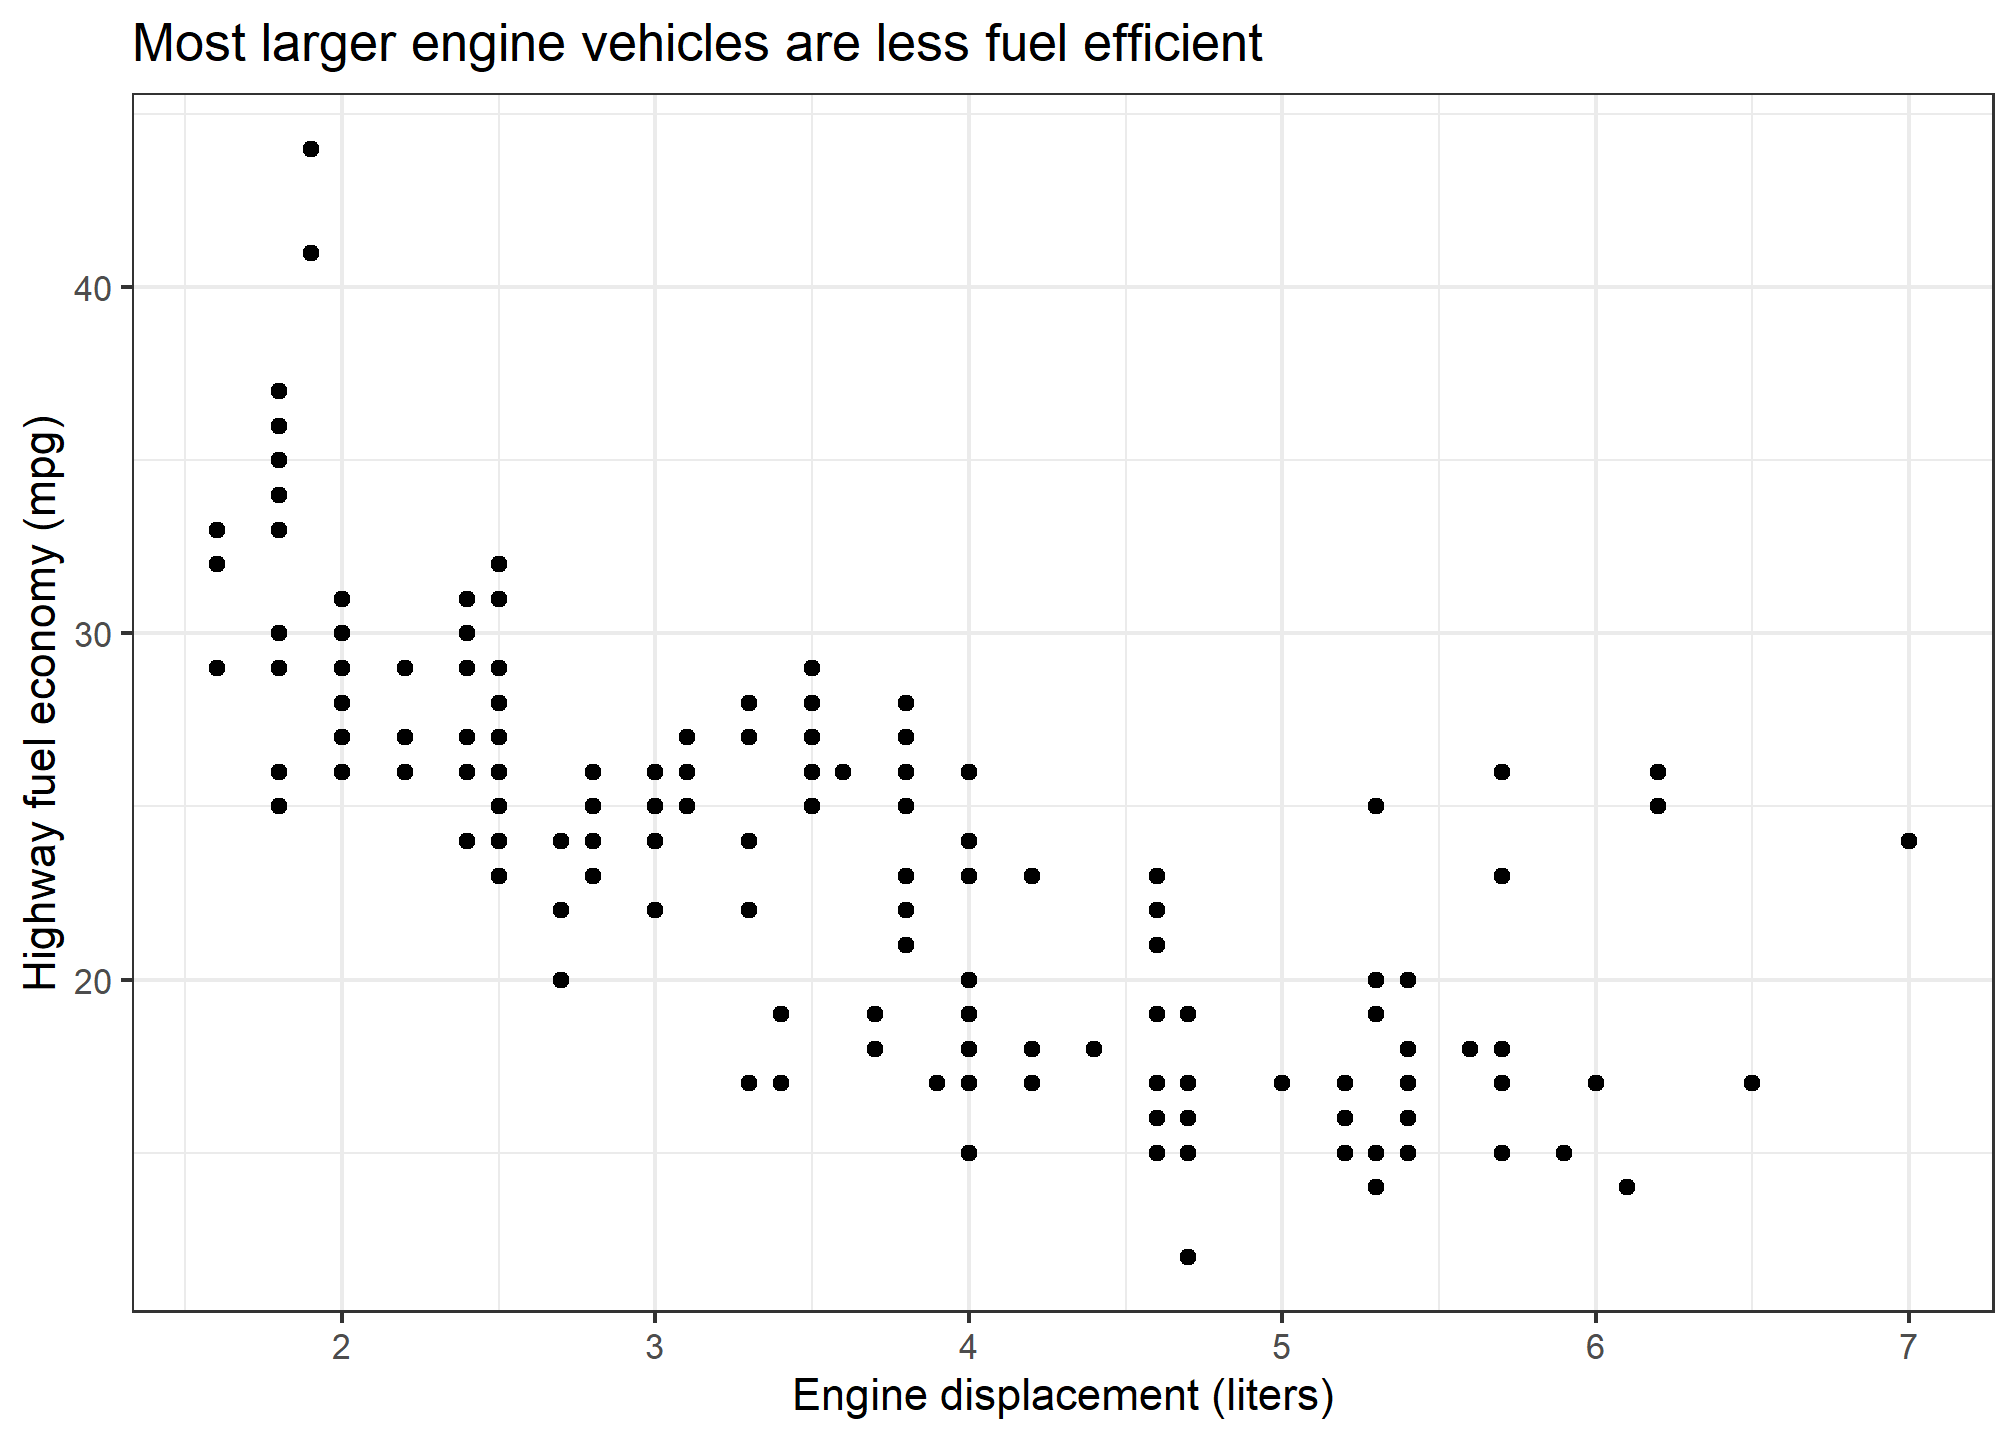 Most larger engine vehicles are less fuel efficient
Highway fuel economy (mpg)
40
30
20
2 3 4 5 6 7
Engine displacement (liters)